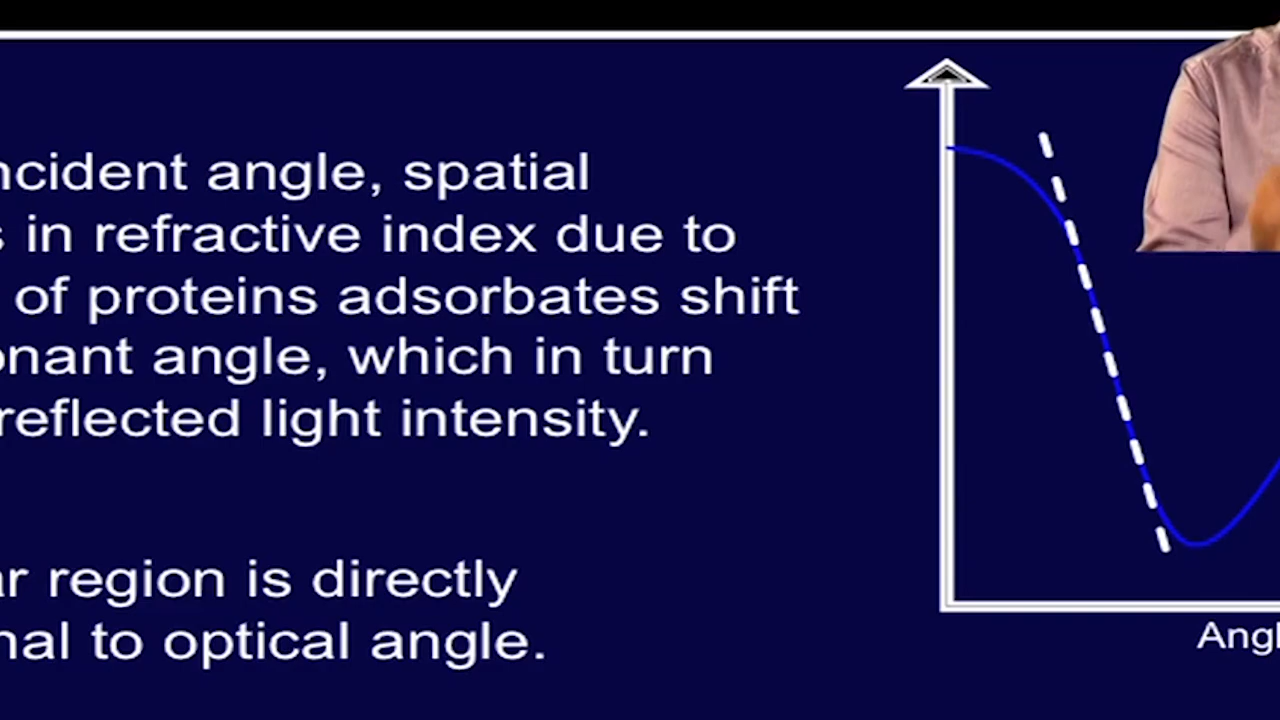 ncident angle, spatial
s in refractive index due to
of proteins adsorbates shift
onant angle, which in turn
reflected light intensity.
ar region is directly
nal to optical angle.
Angl